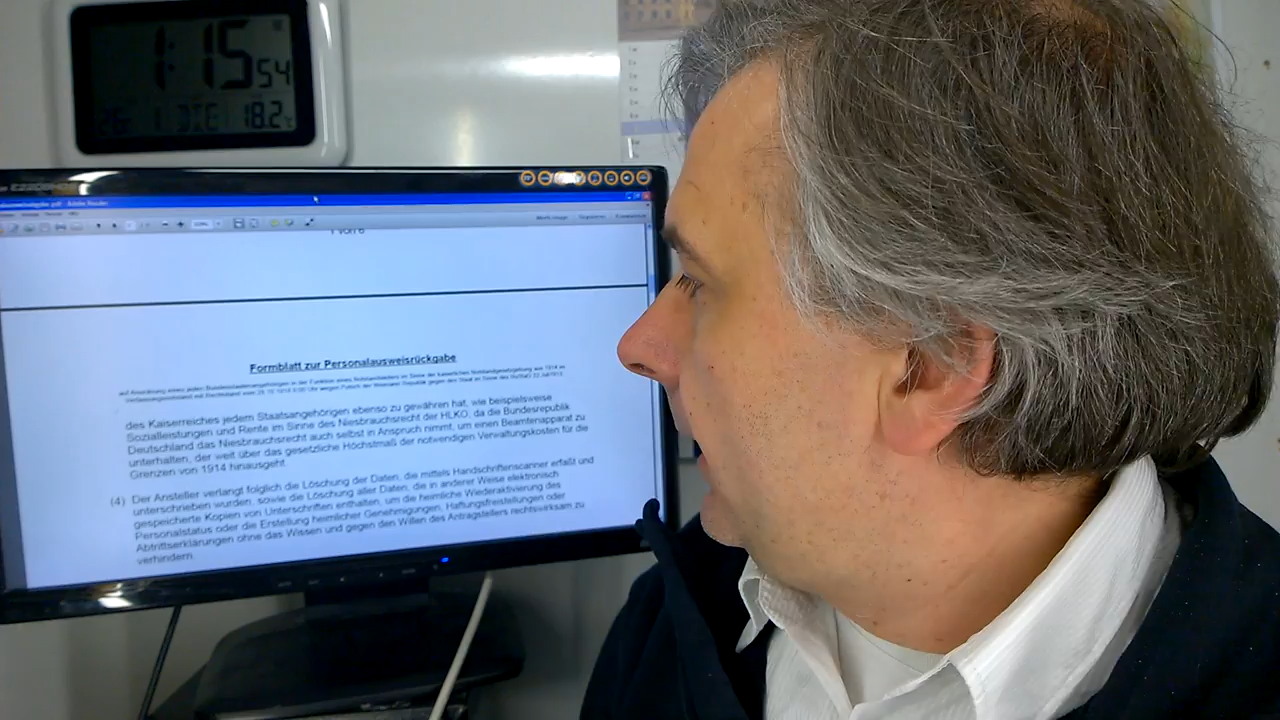 1:15 54
DIE 18.2
1 von 6
Formblatt zur Personalausweisrückgabe
des Kaiserreiches jedem Staatsangehörigen ebenso zu gewähren hat, wie beispielsweise
Sozialleistungen und Rente im Sinne des Niesbrauchsrecht der HLKO, da die Bundesrepublik
Deutschland das Niesbrauchsrecht auch selbst in Anspruch nimmt, um einen Beamtenapparat zu
unterhalten, der weit über das gesetzliche Höchstmaß der notwendigen Verwaltungskosten für die
Grenzen von 1914 hinausgeht.
(4) Der Ansteller verlangt folglich die Löschung der Daten, die mittels Handschriftenscanner erfaßt und
unterschrieben wurden, sowie die Löschung aller Daten, die in anderer Weise elektronisch
gespeicherte Kopien von Unterschriften enthalten, um die heimliche Wiederaktivierung des
Personalstatus oder die Erstellung heimlicher Genehmigungen, Haftungsfreistellungen oder
Abtrittserklärungen ohne das Wissen und gegen den Willen des Antragstellers rechtswirksam zu
verhindern.